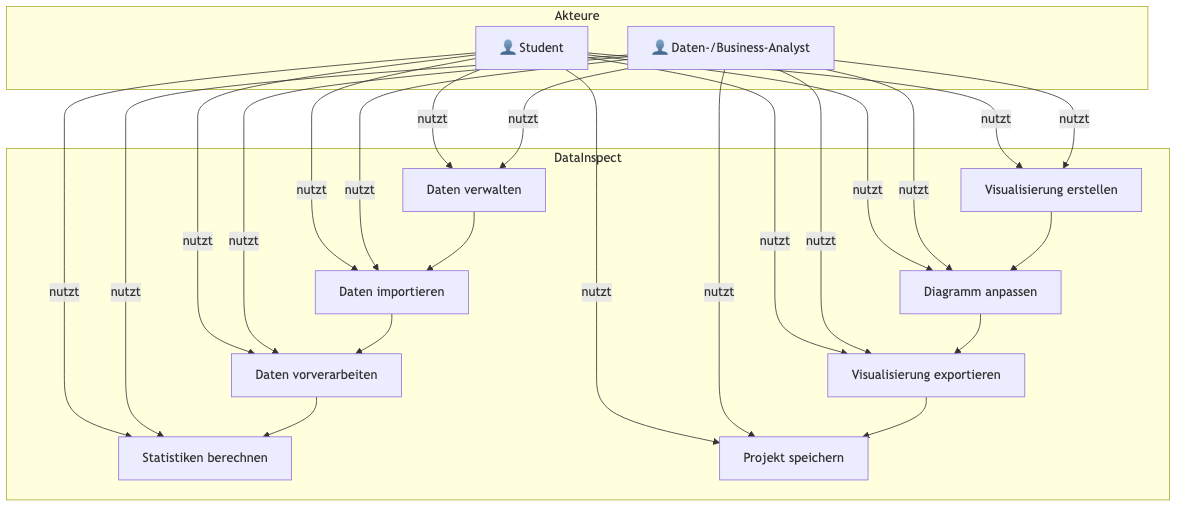 Akteure
👤 Student
👤 Daten-/Business-Analyst
nutzt nutzt nutzt nutzt
DataInspect
Daten verwalten
Visualisierung erstellen
nutzt nutzt nutzt nutzt
nutzt nutzt nutzt nutzt
Daten importieren
Diagramm anpassen
nutzt nutzt nutzt nutzt
Daten vorverarbeiten
Visualisierung exportieren
Statistiken berechnen
Projekt speichern